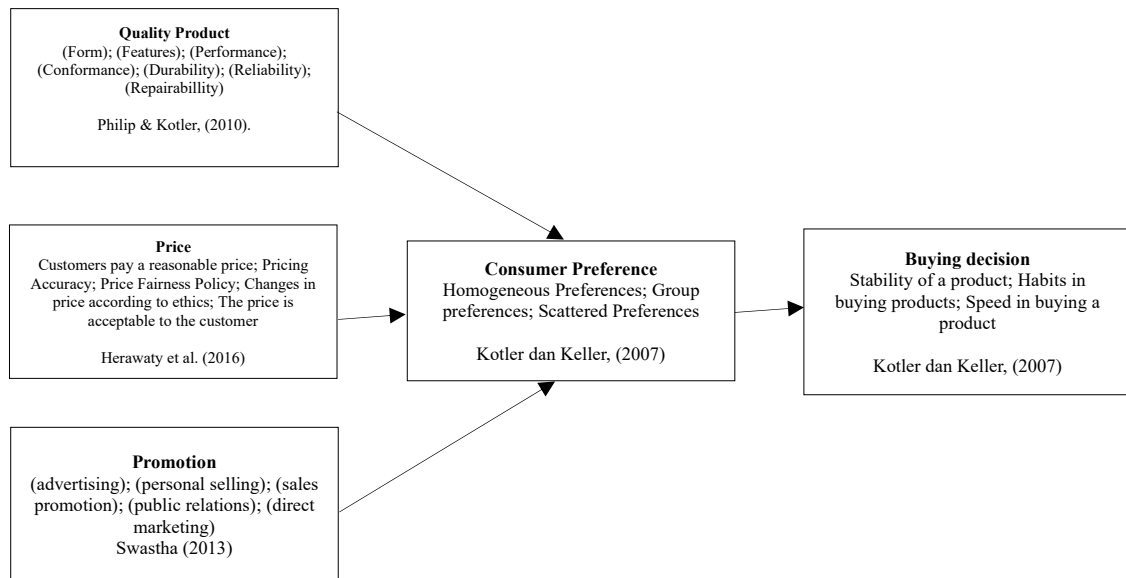 Quality Product
(Form); (Features); (Performance);
(Conformance); (Durability); (Reliability);
(Repairabillity)
Philip & Kotler, (2010).
Price
Customers pay a reasonable price; Pricing
Accuracy; Price Fairness Policy; Changes in
price according to ethics; The price is
acceptable to the customer
Herawaty et al. (2016)
Promotion
(advertising); (personal selling); (sales
promotion); (public relations); (direct
marketing)
Swastha (2013)
Consumer Preference
Homogeneous Preferences; Group
preferences; Scattered Preferences
Kotler dan Keller, (2007)
Buying decision
Stability of a product; Habits in
buying products; Speed in buying a
product
Kotler dan Keller, (2007)